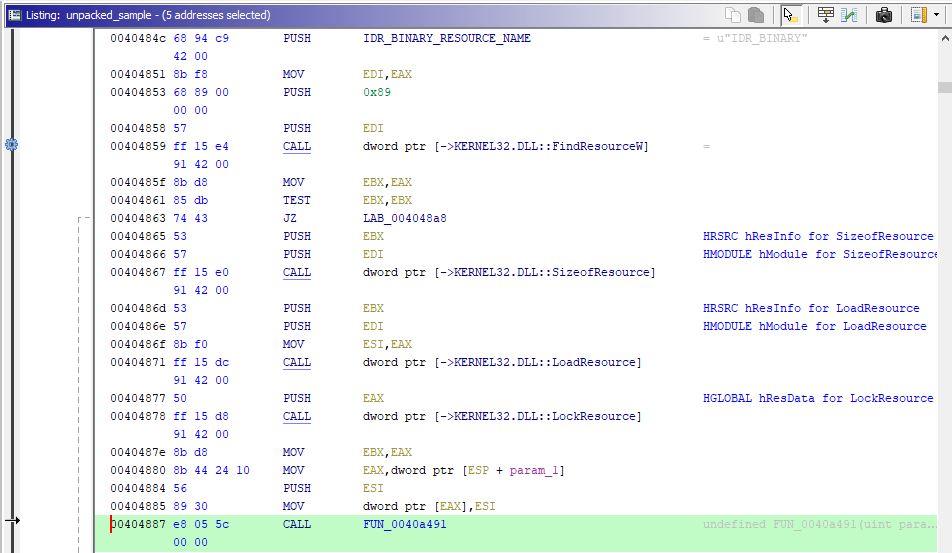 Listing: unpacked_sample - (5 addresses selected)
0040484c 68 94 c9 PUSH IDR_BINARY_RESOURCE_NAME = u"IDR_BINARY"
42 00
00404851 8b f8 MOV EDI,EAX
00404853 68 89 00 PUSH 0x89
00 00
00404858 57 PUSH EDI
00404859 ff 15 e4 CALL dword ptr [->KERNEL32.DLL::FindResourceW] =
91 42 00
0040485f 8b d8 MOV EBX,EAX
00404861 85 db TEST EBX,EBX
00404863 74 43 JZ LAB_004048a8
00404865 53 PUSH EBX HRSRC hResInfo for SizeofResource
00404866 57 PUSH EDI HMODULE hModule for SizeofResource
00404867 ff 15 e0 CALL dword ptr [->KERNEL32.DLL::SizeofResource]
91 42 00
0040486d 53 PUSH EBX HRSRC hResInfo for LoadResource
0040486e 57 PUSH EDI HMODULE hModule for LoadResource
0040486f 8b f0 MOV ESI,EAX
00404871 ff 15 dc CALL dword ptr [->KERNEL32.DLL::LoadResource]
91 42 00
00404877 50 PUSH EAX HGLOBAL hResData for LockResource
00404878 ff 15 d8 CALL dword ptr [->KERNEL32.DLL::LockResource]
91 42 00
0040487e 8b d8 MOV EBX,EAX
00404880 8b 44 24 10 MOV EAX,dword ptr [ESP + param_1]
00404884 56 PUSH ESI
00404885 89 30 MOV dword ptr [EAX],ESI
00404887 e8 05 5c CALL FUN_0040a491 undefined FUN_0040a491(uint para...
00 00